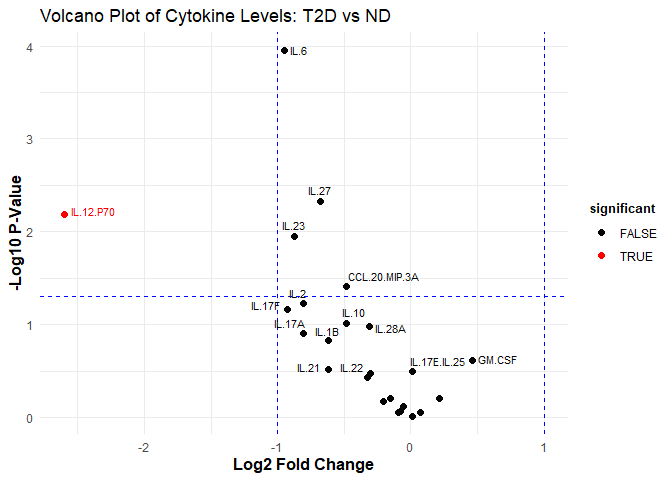 Volcano Plot of Cytokine Levels: T2D vs ND
-Log10 P-Value
4
3
2
1
0
IL.6
IL.27
IL.12.P70
IL.23
CCL.20.MIP.3A
IL.2
IL.17F
IL.10
IL.17A
IL.1B
IL.28A
IL.21
IL.22
IL.17E.IL.25
GM.CSF
-2
-1
0
1
Log2 Fold Change
significant
FALSE
TRUE